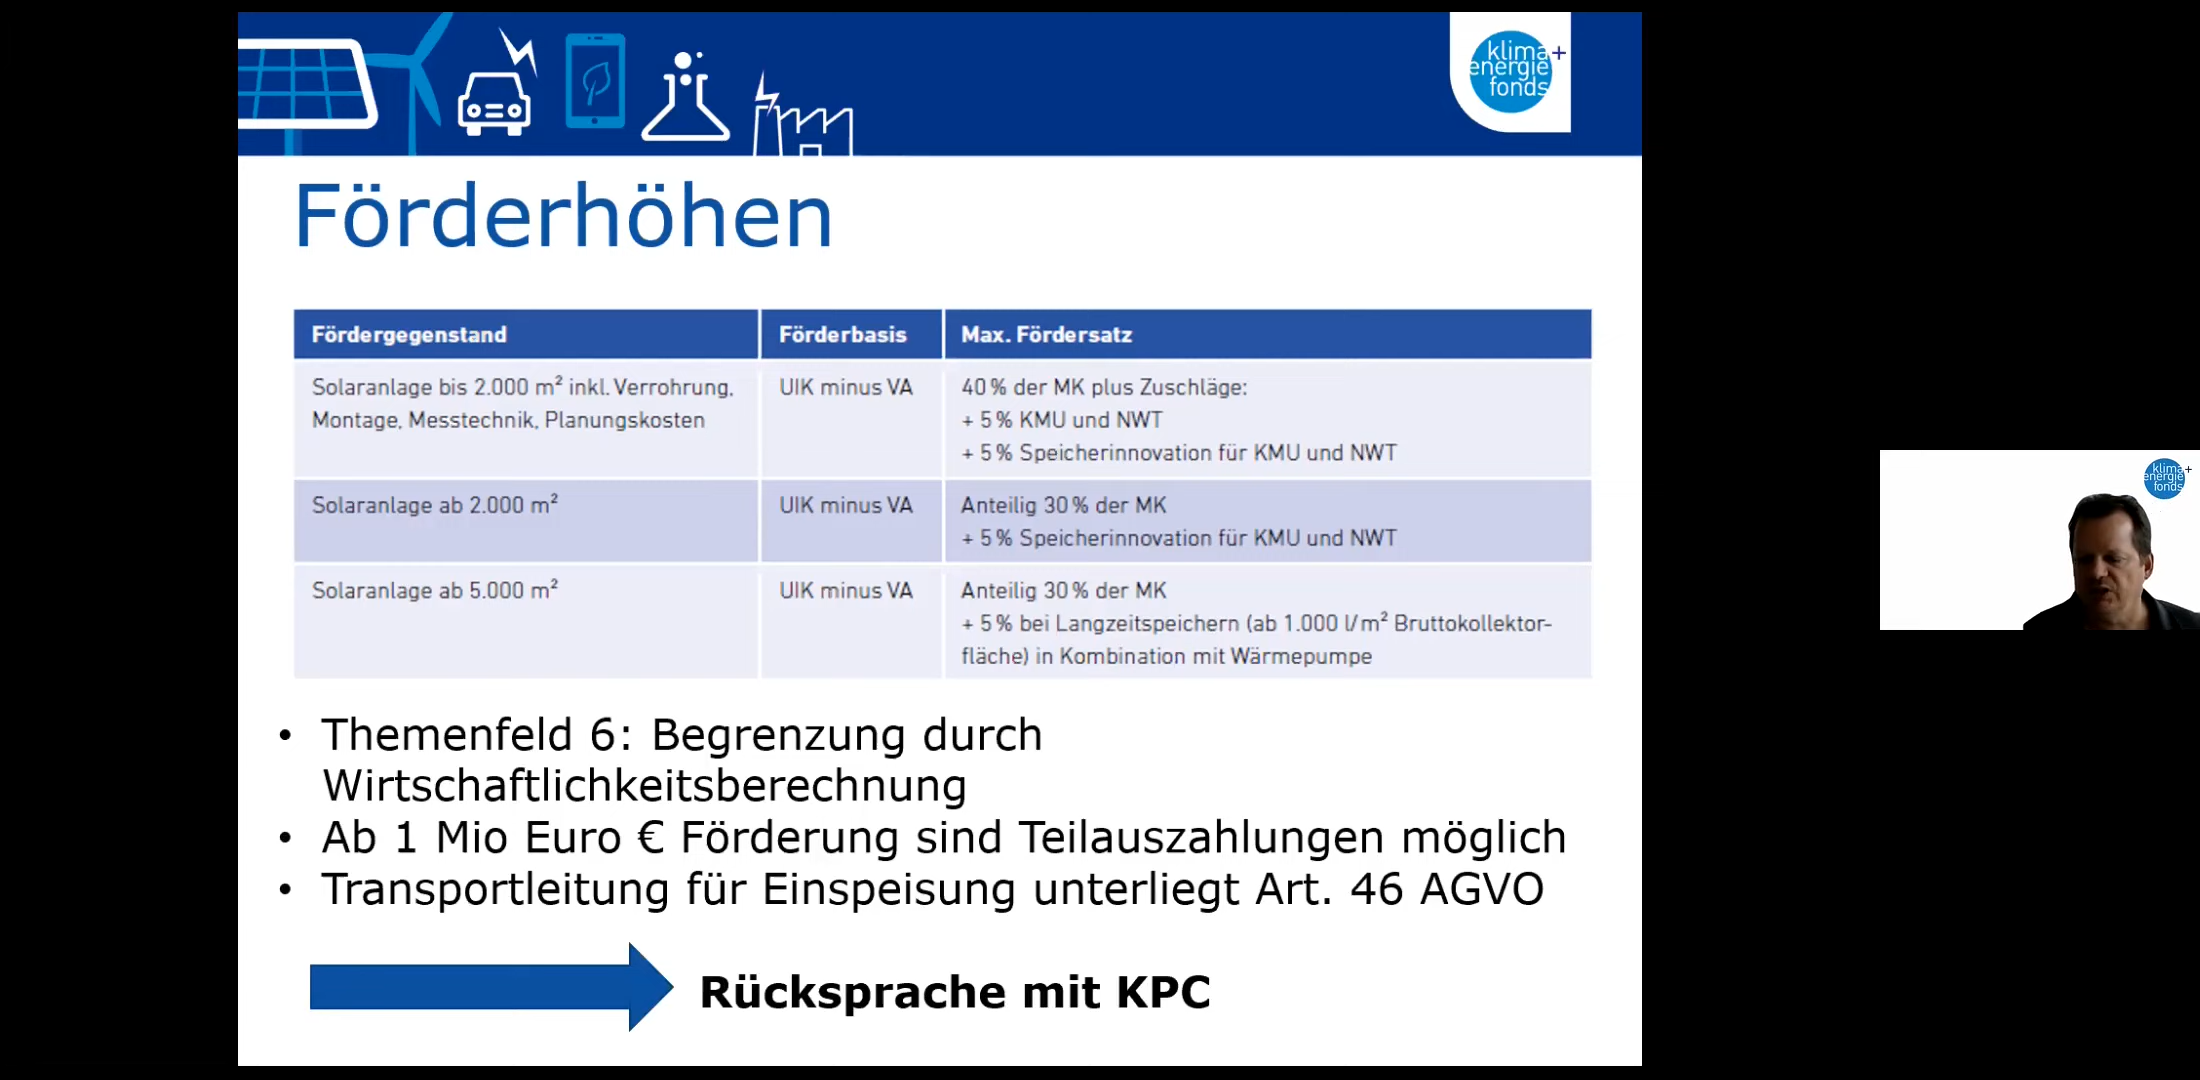 klima+
energie
fonds
Förderhöhen
Fördergegenstand
Förderbasis
Max. Fördersatz
Solaranlage bis 2.000 m² inkl. Verrohrung,
Montage, Messtechnik, Planungskosten
UIK minus VA
40 % der MK plus Zuschläge:
+ 5 % KMU und NWT
+ 5 % Speicherinnovation für KMU und NWT
Solaranlage ab 2.000 m²
UIK minus VA
Anteilig 30 % der MK
+ 5 % Speicherinnovation für KMU und NWT
Solaranlage ab 5.000 m²
UIK minus VA
Anteilig 30 % der MK
+ 5 % bei Langzeitspeichern (ab 1.000 l/m² Bruttokollektor-
fläche) in Kombination mit Wärmepumpe
• Themenfeld 6: Begrenzung durch
Wirtschaftlichkeitsberechnung
• Ab 1 Mio Euro € Förderung sind Teilauszahlungen möglich
• Transportleitung für Einspeisung unterliegt Art. 46 AGVO
Rücksprache mit KPC
klima+
energie
fonds